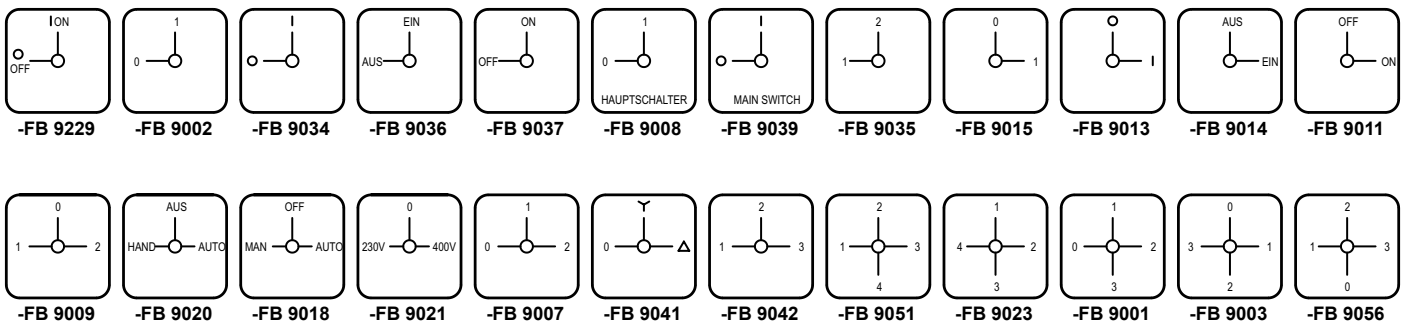 I ON
O
OFF
-FB 9229
1
0
-FB 9002
I
O
-FB 9034
EIN
AUS
-FB 9036
ON
OFF
-FB 9037
1
0
HAUPTSCHALTER
-FB 9008
I
O
MAIN SWITCH
-FB 9039
2
1
-FB 9035
0
1
-FB 9015
O
I
-FB 9013
AUS
EIN
-FB 9014
OFF
ON
-FB 9011
0
1 2
-FB 9009
AUS
HAND AUTO
-FB 9020
OFF
MAN AUTO
-FB 9018
0
230V 400V
-FB 9021
1
0 2
-FB 9007
0
-FB 9041
2
1 3
-FB 9042
2
1 3
4
-FB 9051
1
4 2
3
-FB 9023
1
0 2
3
-FB 9001
0
3 1
2
-FB 9003
2
1 3
0
-FB 9056